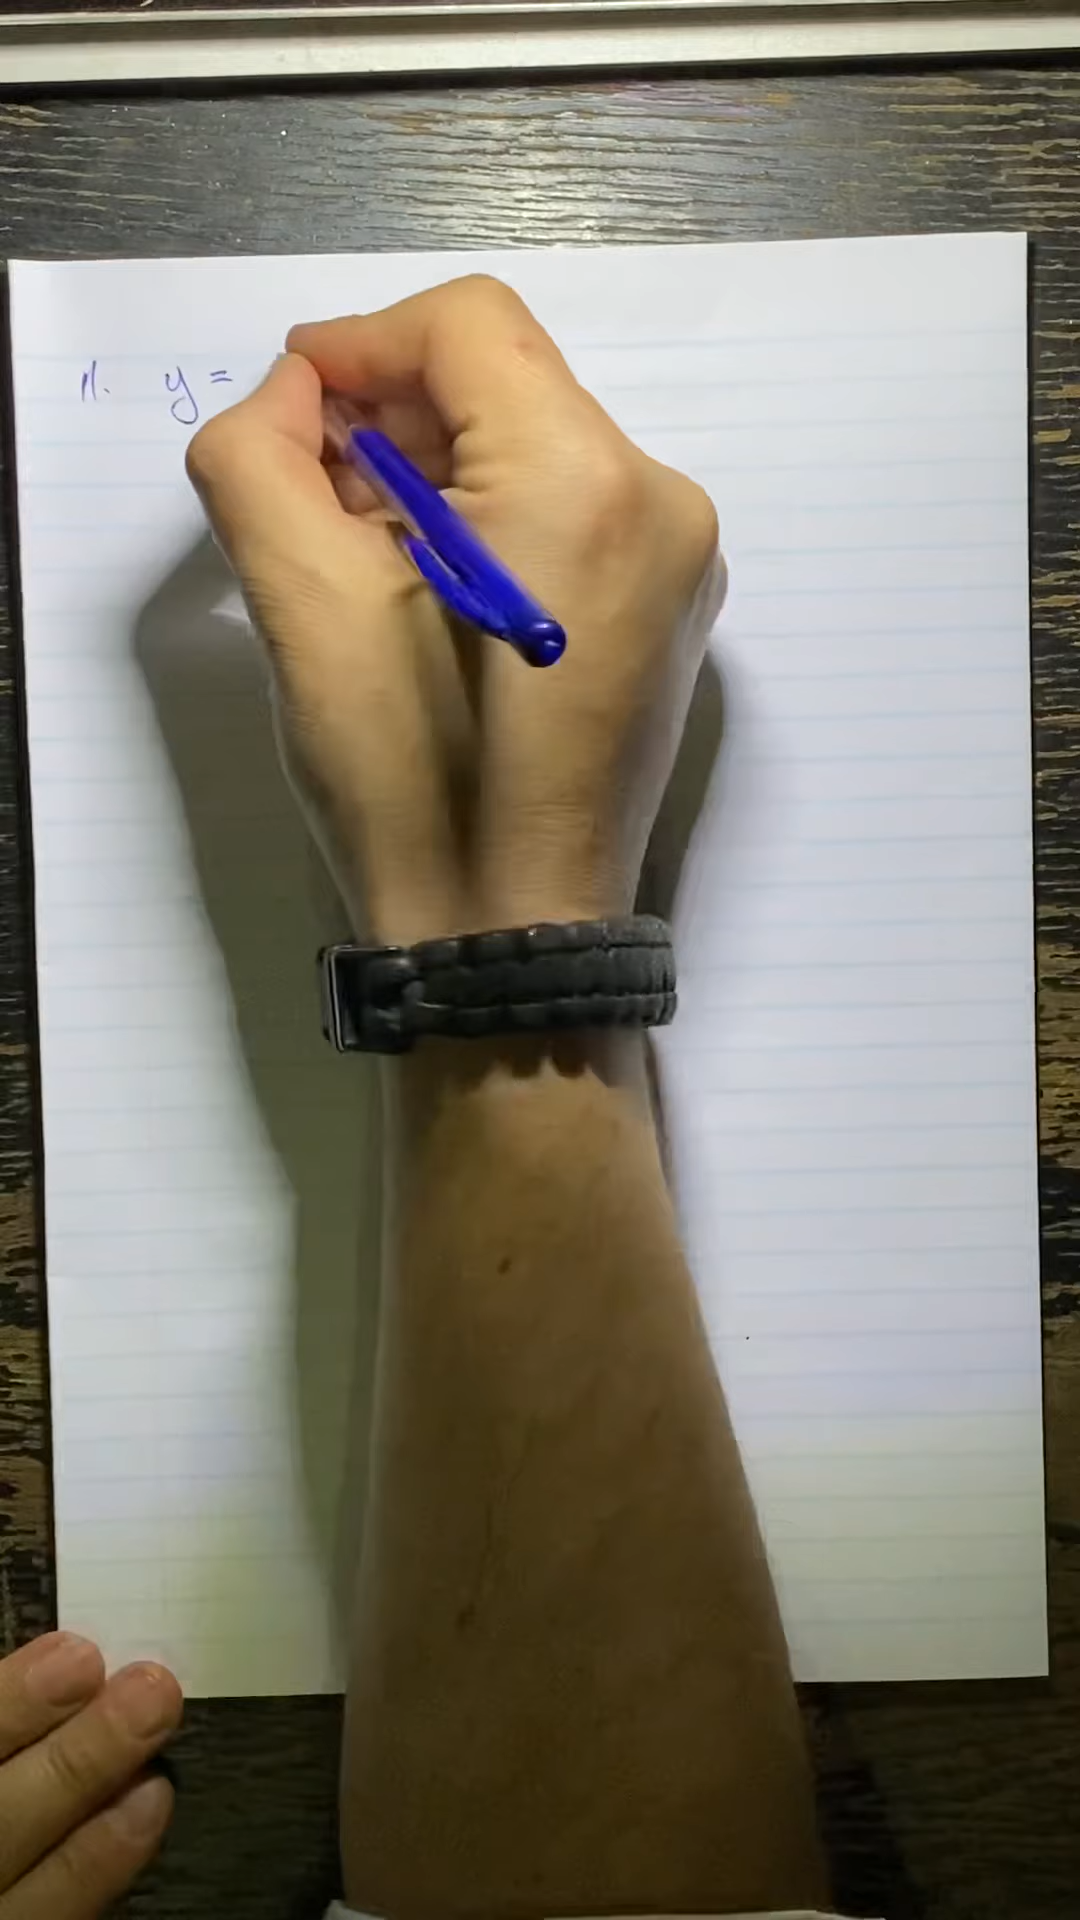 11. y =